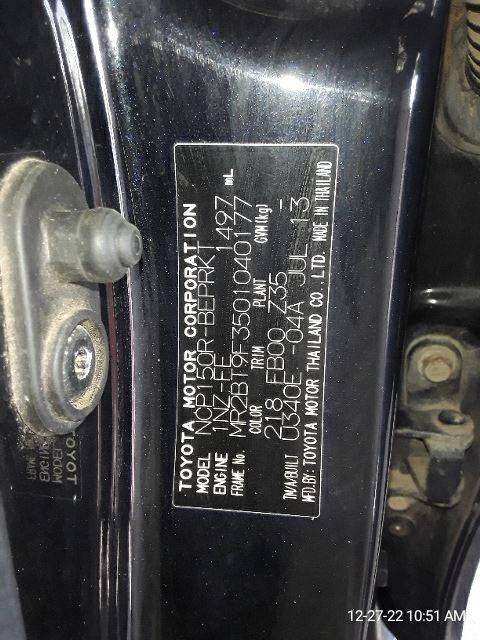 TOYOTA MOTOR CORPORATION
MODEL NCP150R-BEPRKT
ENGINE 1NZ-FE 1497 mL
FRAME No. MR2BT9F3501040177
COLOR TRIM PLANT GVM(kg)
218 FB00 Z35 -
TM/A/BUILT U340E -04A JUL 13
MFD.BY: TOYOTA MOTOR THAILAND CO., LTD. MADE IN THAILAND
TOYOTA
12-27-22 10:51 AM